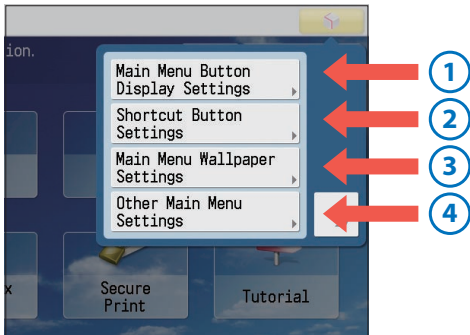 ion.
Main Menu Button
Display Settings
1
Shortcut Button
Settings
2
Main Menu Wallpaper
Settings
3
Other Main Menu
Settings
4
x
Secure
Print
Tutorial